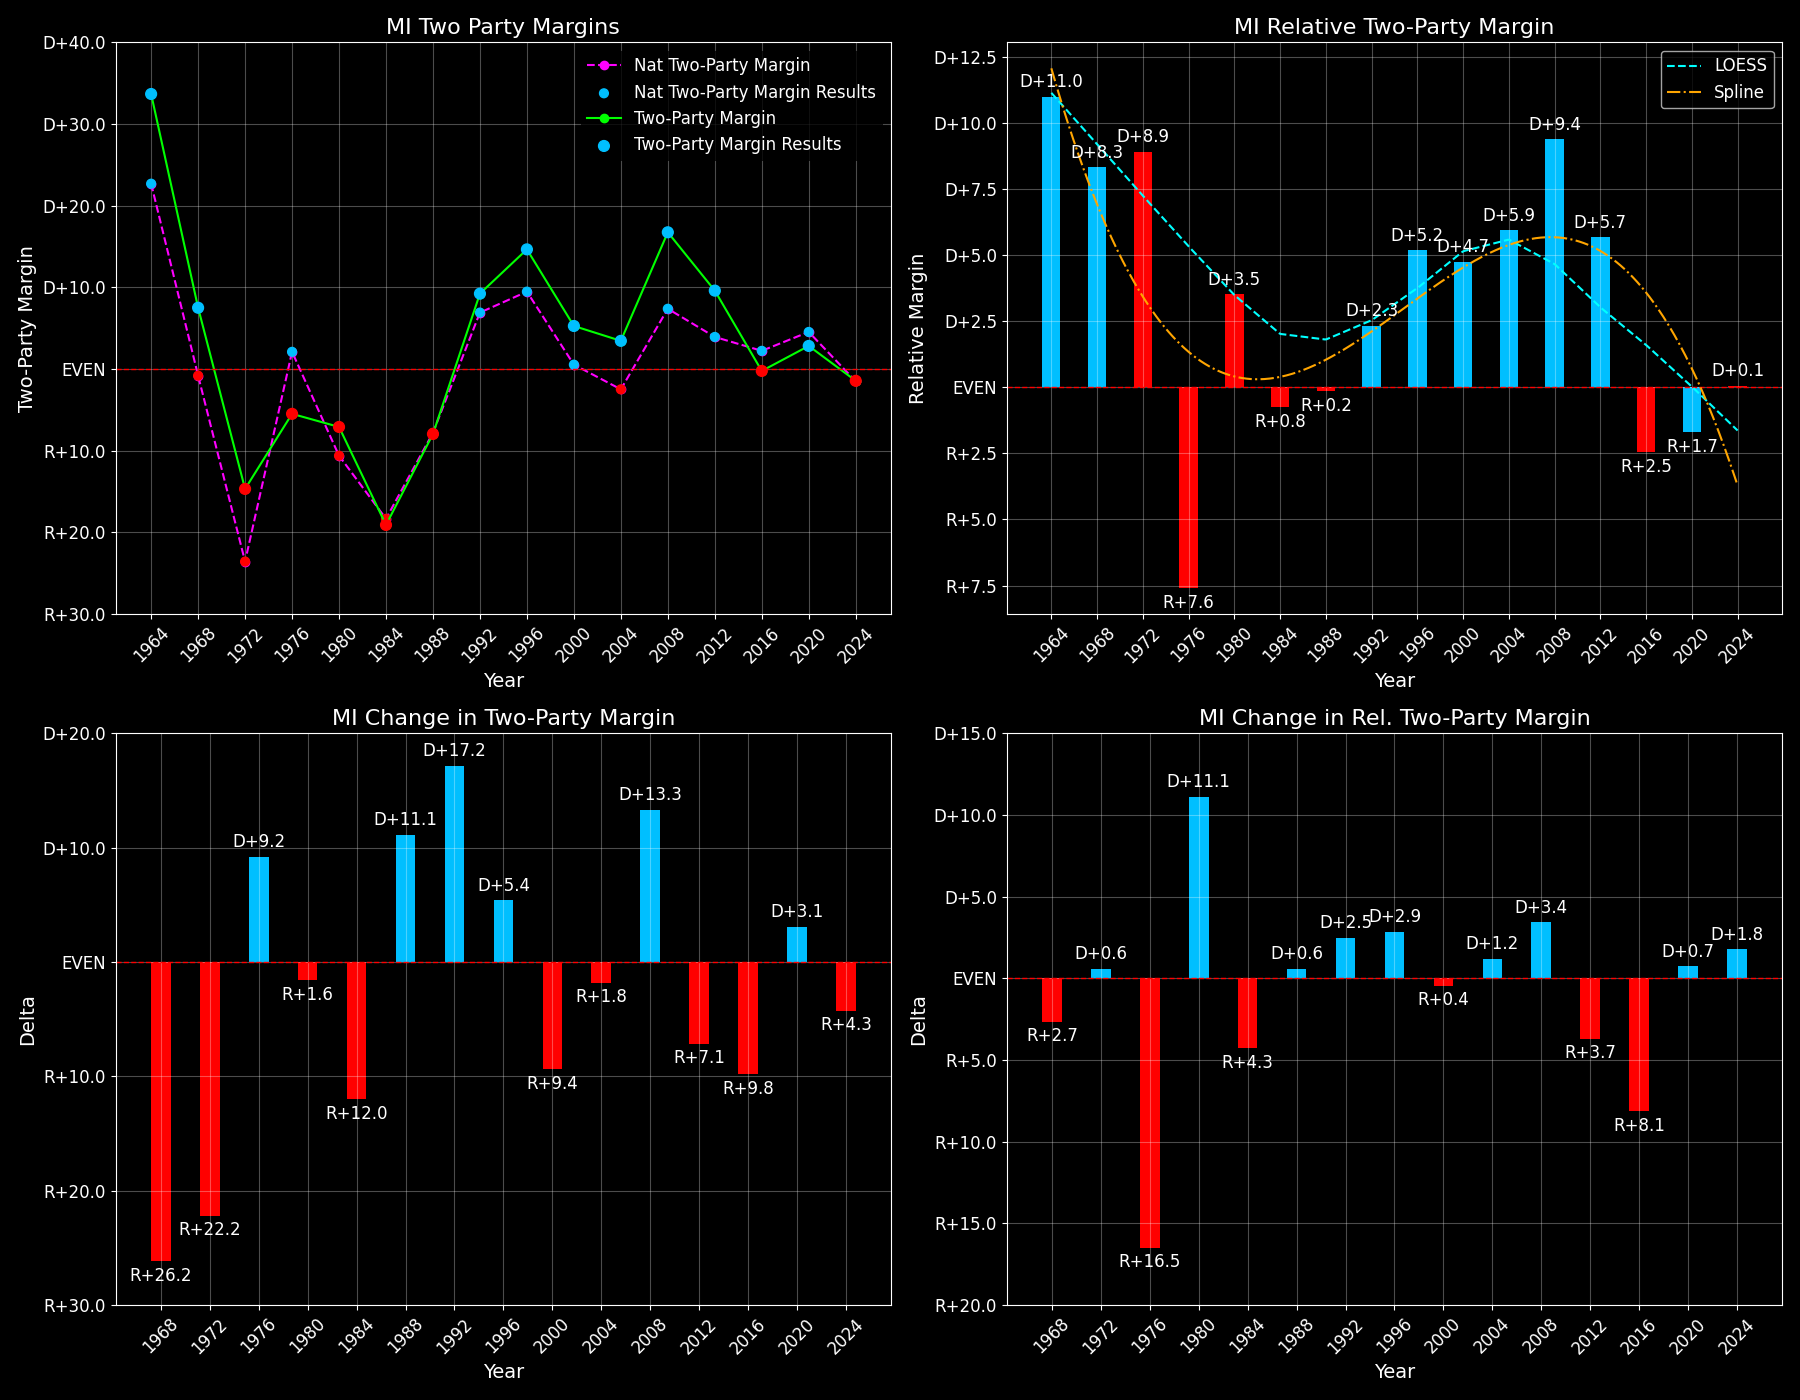 MI Two Party Margins
D+40.0
D+30.0
D+20.0
D+10.0
EVEN
R+10.0
R+20.0
R+30.0
Two-Party Margin
Nat Two-Party Margin
Nat Two-Party Margin Results
Two-Party Margin
Two-Party Margin Results
1964 1968 1972 1976 1980 1984 1988 1992 1996 2000 2004 2008 2012 2016 2020 2024
Year
MI Relative Two-Party Margin
D+12.5
D+10.0
D+7.5
D+5.0
D+2.5
EVEN
R+2.5
R+5.0
R+7.5
Relative Margin
LOESS
Spline
D+11.0 D+8.3 D+8.9 R+7.6 D+3.5 R+0.8 R+0.2 D+2.3 D+5.2 D+4.7 D+5.9 D+9.4 D+5.7 R+2.5 R+1.7 D+0.1
1964 1968 1972 1976 1980 1984 1988 1992 1996 2000 2004 2008 2012 2016 2020 2024
Year
MI Change in Two-Party Margin
D+20.0
D+10.0
EVEN
R+10.0
R+20.0
R+30.0
Delta
R+26.2 R+22.2 D+9.2 R+1.6 R+12.0 D+11.1 D+17.2 D+5.4 R+9.4 R+1.8 D+13.3 R+7.1 R+9.8 D+3.1 R+4.3
1968 1972 1976 1980 1984 1988 1992 1996 2000 2004 2008 2012 2016 2020 2024
Year
MI Change in Rel. Two-Party Margin
D+15.0
D+10.0
D+5.0
EVEN
R+5.0
R+10.0
R+15.0
R+20.0
Delta
R+2.7 D+0.6 R+16.5 D+11.1 R+4.3 D+0.6 D+2.5 D+2.9 R+0.4 D+1.2 D+3.4 R+3.7 R+8.1 D+0.7 D+1.8
1968 1972 1976 1980 1984 1988 1992 1996 2000 2004 2008 2012 2016 2020 2024
Year